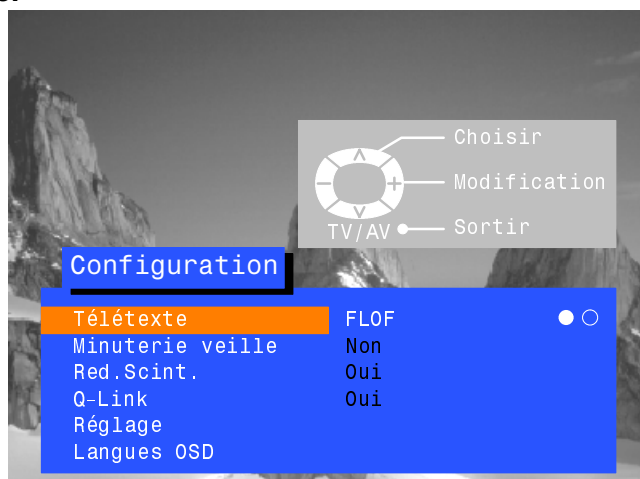 Choisir
Modification
TV/AV Sortir
Configuration
Télétexte FLOF
Minuterie veille Non
Red.Scint. Oui
Q-Link Oui
Réglage
Langues OSD